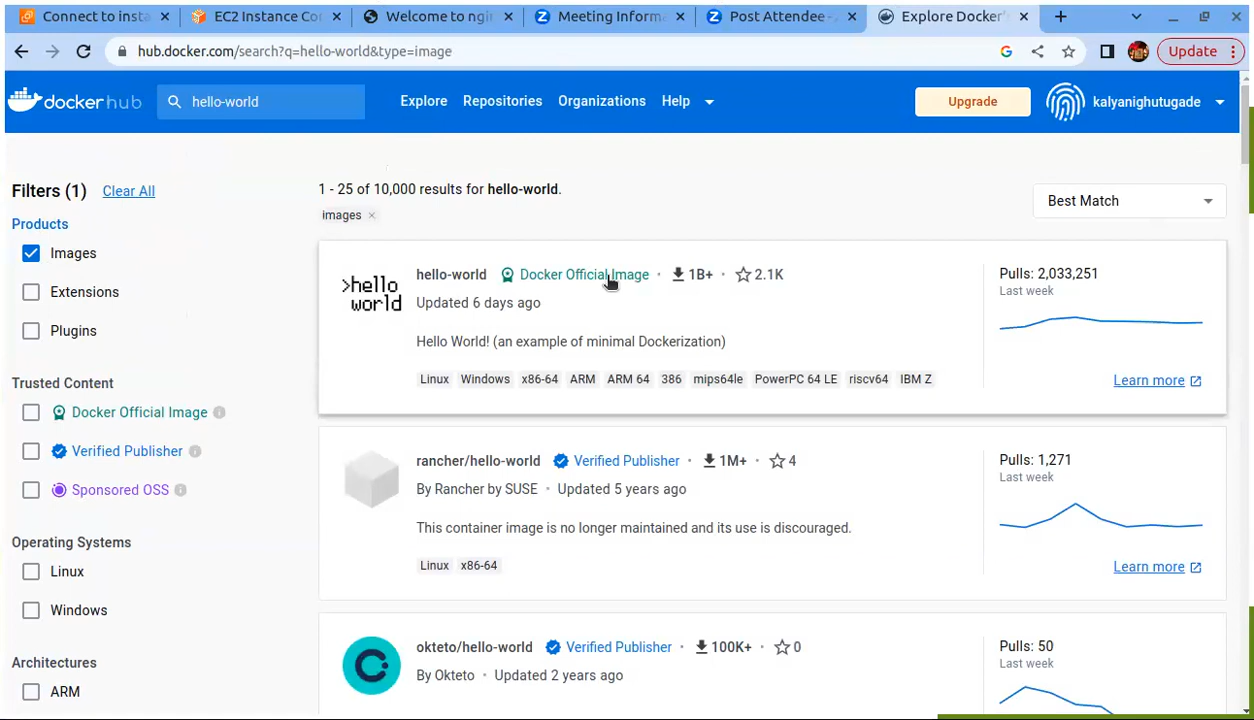 Connect to insta
EC2 Instance Co
Welcome to ngi
Meeting Informa
Post Attendee -
Explore Docker'
hub.docker.com/search?q=hello-world&type=image
Update
dockerhub
hello-world
Explore
Repositories
Organizations
Help
Upgrade
kalyanighutugade
Filters (1) Clear All
Products
Images
Extensions
Plugins
Trusted Content
Docker Official Image
Verified Publisher
Sponsored OSS
Operating Systems
Linux
Windows
Architectures
ARM
1 - 25 of 10,000 results for hello-world.
images
Best Match
>hello
world
hello-world Docker Official Image · 1B+ · 2.1K
Updated 6 days ago
Hello World! (an example of minimal Dockerization)
Linux Windows x86-64 ARM ARM 64 386 mips64le PowerPC 64 LE riscv64 IBM Z
Pulls: 2,033,251
Last week
Learn more
rancher/hello-world Verified Publisher · 1M+ · 4
By Rancher by SUSE · Updated 5 years ago
This container image is no longer maintained and its use is discouraged.
Linux x86-64
Pulls: 1,271
Last week
Learn more
okteto/hello-world Verified Publisher · 100K+ · 0
By Okteto · Updated 2 years ago
Pulls: 50
Last week